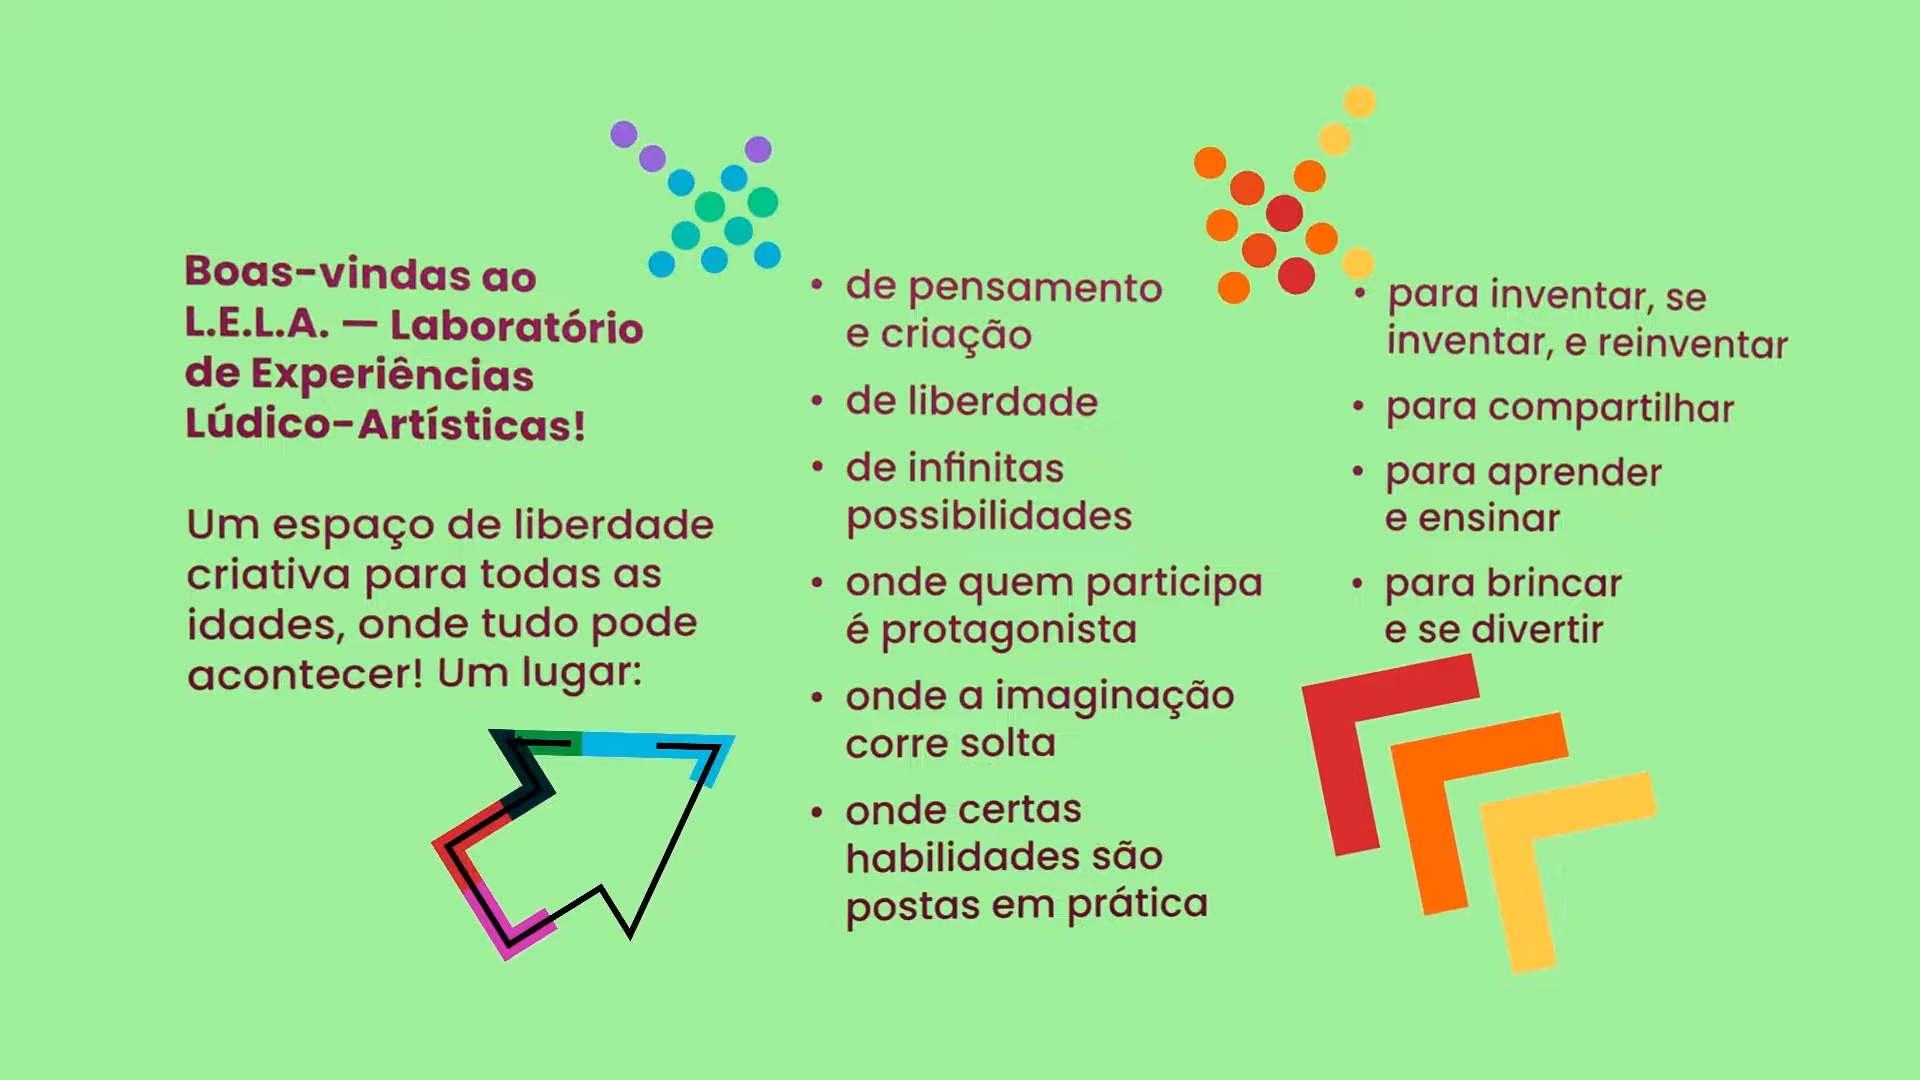 Boas-vindas ao
L.E.L.A. — Laboratório
de Experiências
Lúdico-Artísticas!
Um espaço de liberdade
criativa para todas as
idades, onde tudo pode
acontecer! Um lugar:
• de pensamento
e criação
• de liberdade
• de infinitas
possibilidades
• onde quem participa
é protagonista
• onde a imaginação
corre solta
• onde certas
habilidades são
postas em prática
• para inventar, se
inventar, e reinventar
• para compartilhar
• para aprender
e ensinar
• para brincar
e se divertir